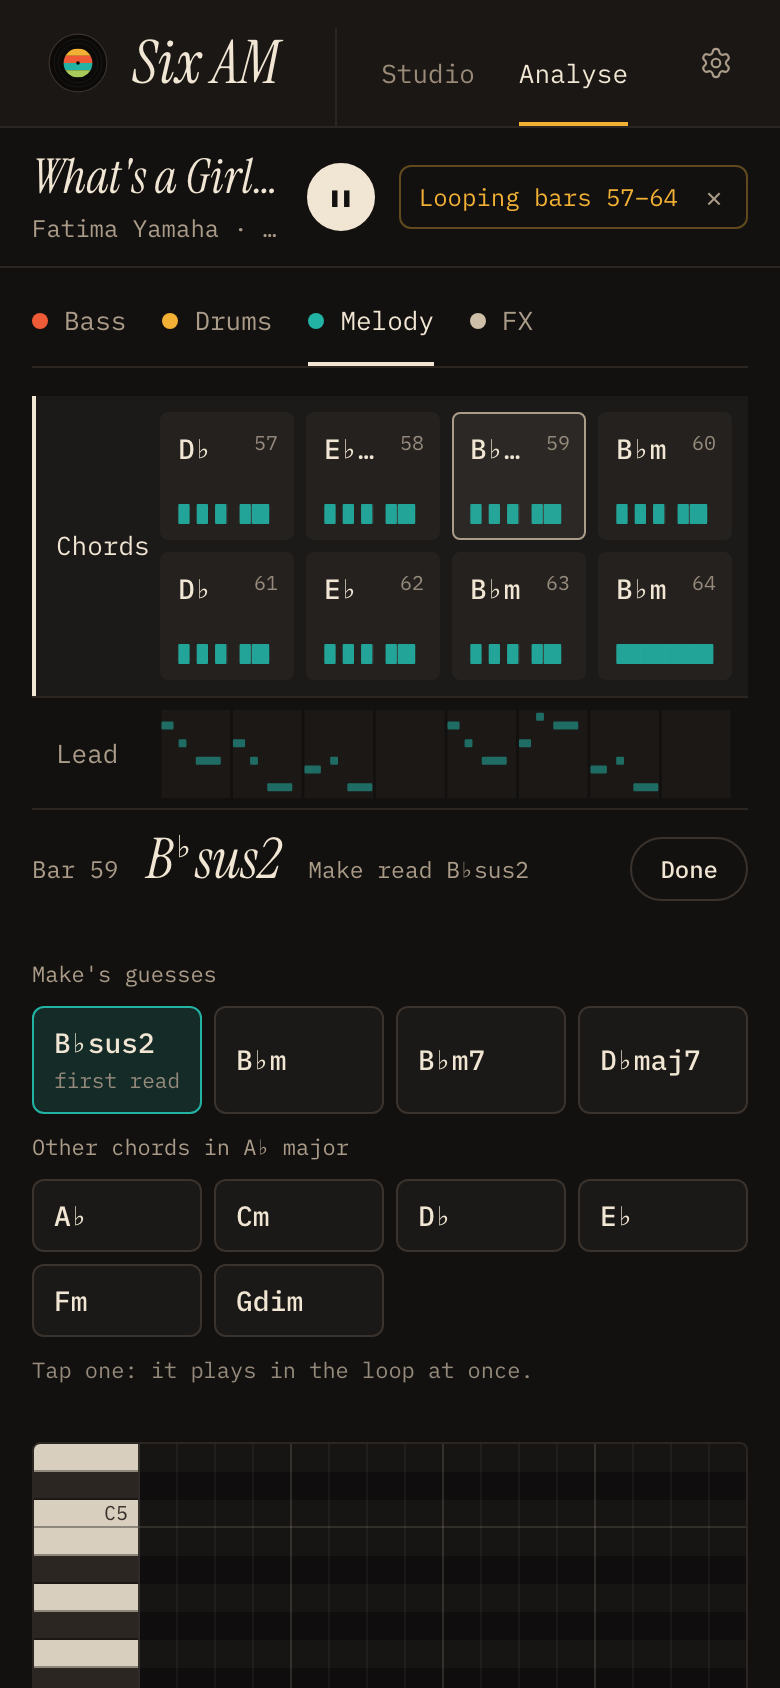 Six AM
Studio
Analyse
What's a Girl…
Fatima Yamaha · …
Looping bars 57–64 ×
Bass
Drums
Melody
FX
Chords
D♭ 57
E♭… 58
B♭… 59
B♭m 60
D♭ 61
E♭ 62
B♭m 63
B♭m 64
Lead
Bar 59 B♭sus2 Make read B♭sus2
Done
Make's guesses
B♭sus2
first read
B♭m
B♭m7
D♭maj7
Other chords in A♭ major
A♭
Cm
D♭
E♭
Fm
Gdim
Tap one: it plays in the loop at once.
C5